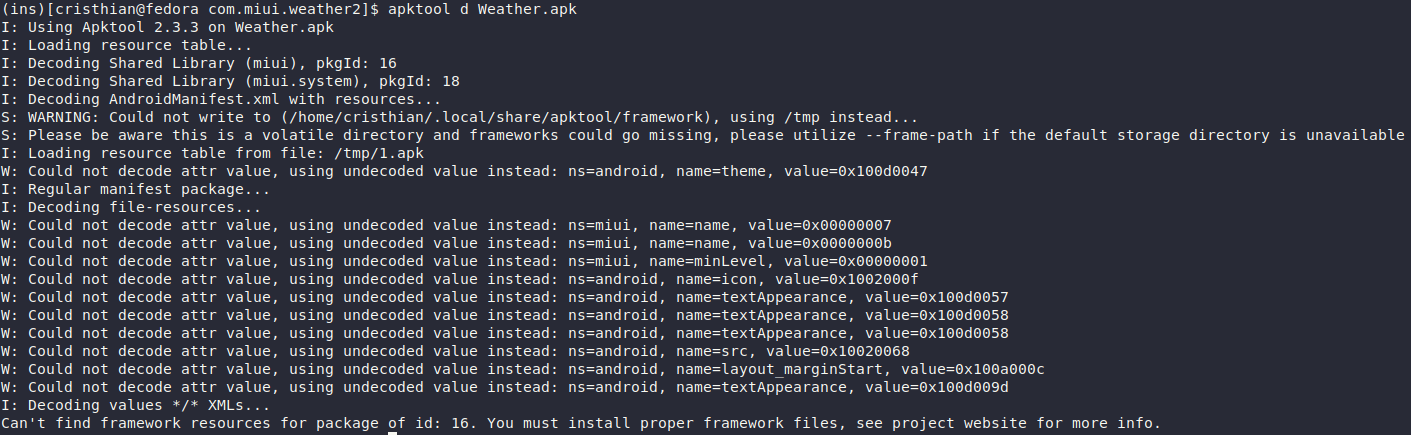 (ins)[cristhian@fedora com.miui.weather2]$ apktool d Weather.apk
I: Using Apktool 2.3.3 on Weather.apk
I: Loading resource table...
I: Decoding Shared Library (miui), pkgId: 16
I: Decoding Shared Library (miui.system), pkgId: 18
I: Decoding AndroidManifest.xml with resources...
S: WARNING: Could not write to (/home/cristhian/.local/share/apktool/framework), using /tmp instead...
S: Please be aware this is a volatile directory and frameworks could go missing, please utilize --frame-path if the default storage directory is unavailable
I: Loading resource table from file: /tmp/1.apk
W: Could not decode attr value, using undecoded value instead: ns=android, name=theme, value=0x100d0047
I: Regular manifest package...
I: Decoding file-resources...
W: Could not decode attr value, using undecoded value instead: ns=miui, name=name, value=0x00000007
W: Could not decode attr value, using undecoded value instead: ns=miui, name=name, value=0x0000000b
W: Could not decode attr value, using undecoded value instead: ns=miui, name=minLevel, value=0x00000001
W: Could not decode attr value, using undecoded value instead: ns=android, name=icon, value=0x1002000f
W: Could not decode attr value, using undecoded value instead: ns=android, name=textAppearance, value=0x100d0057
W: Could not decode attr value, using undecoded value instead: ns=android, name=textAppearance, value=0x100d0058
W: Could not decode attr value, using undecoded value instead: ns=android, name=textAppearance, value=0x100d0058
W: Could not decode attr value, using undecoded value instead: ns=android, name=src, value=0x10020068
W: Could not decode attr value, using undecoded value instead: ns=android, name=layout_marginStart, value=0x100a000c
W: Could not decode attr value, using undecoded value instead: ns=android, name=textAppearance, value=0x100d009d
I: Decoding values */* XMLs...
Can't find framework resources for package of id: 16. You must install proper framework files, see project website for more info.